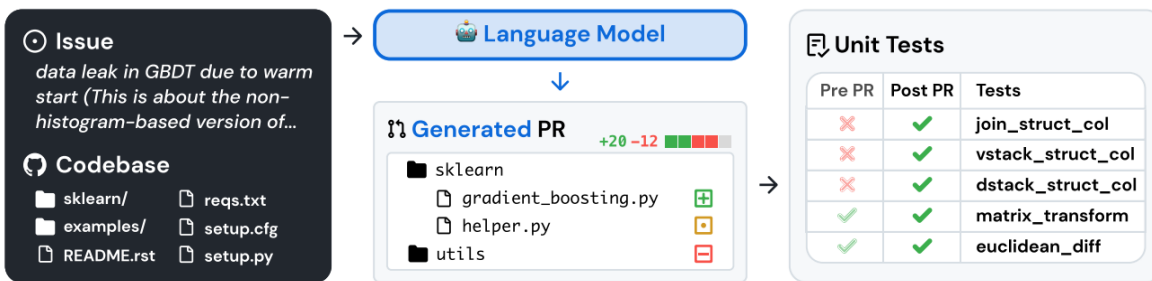 Issue
data leak in GBDT due to warm
start (This is about the non-
histogram-based version of...
Codebase
sklearn/
reqs.txt
examples/
setup.cfg
README.rst
setup.py
Language Model
Generated PR
+20 -12
sklearn
gradient_boosting.py
helper.py
utils
Unit Tests
Pre PR Post PR Tests
join_struct_col
vstack_struct_col
dstack_struct_col
matrix_transform
euclidean_diff